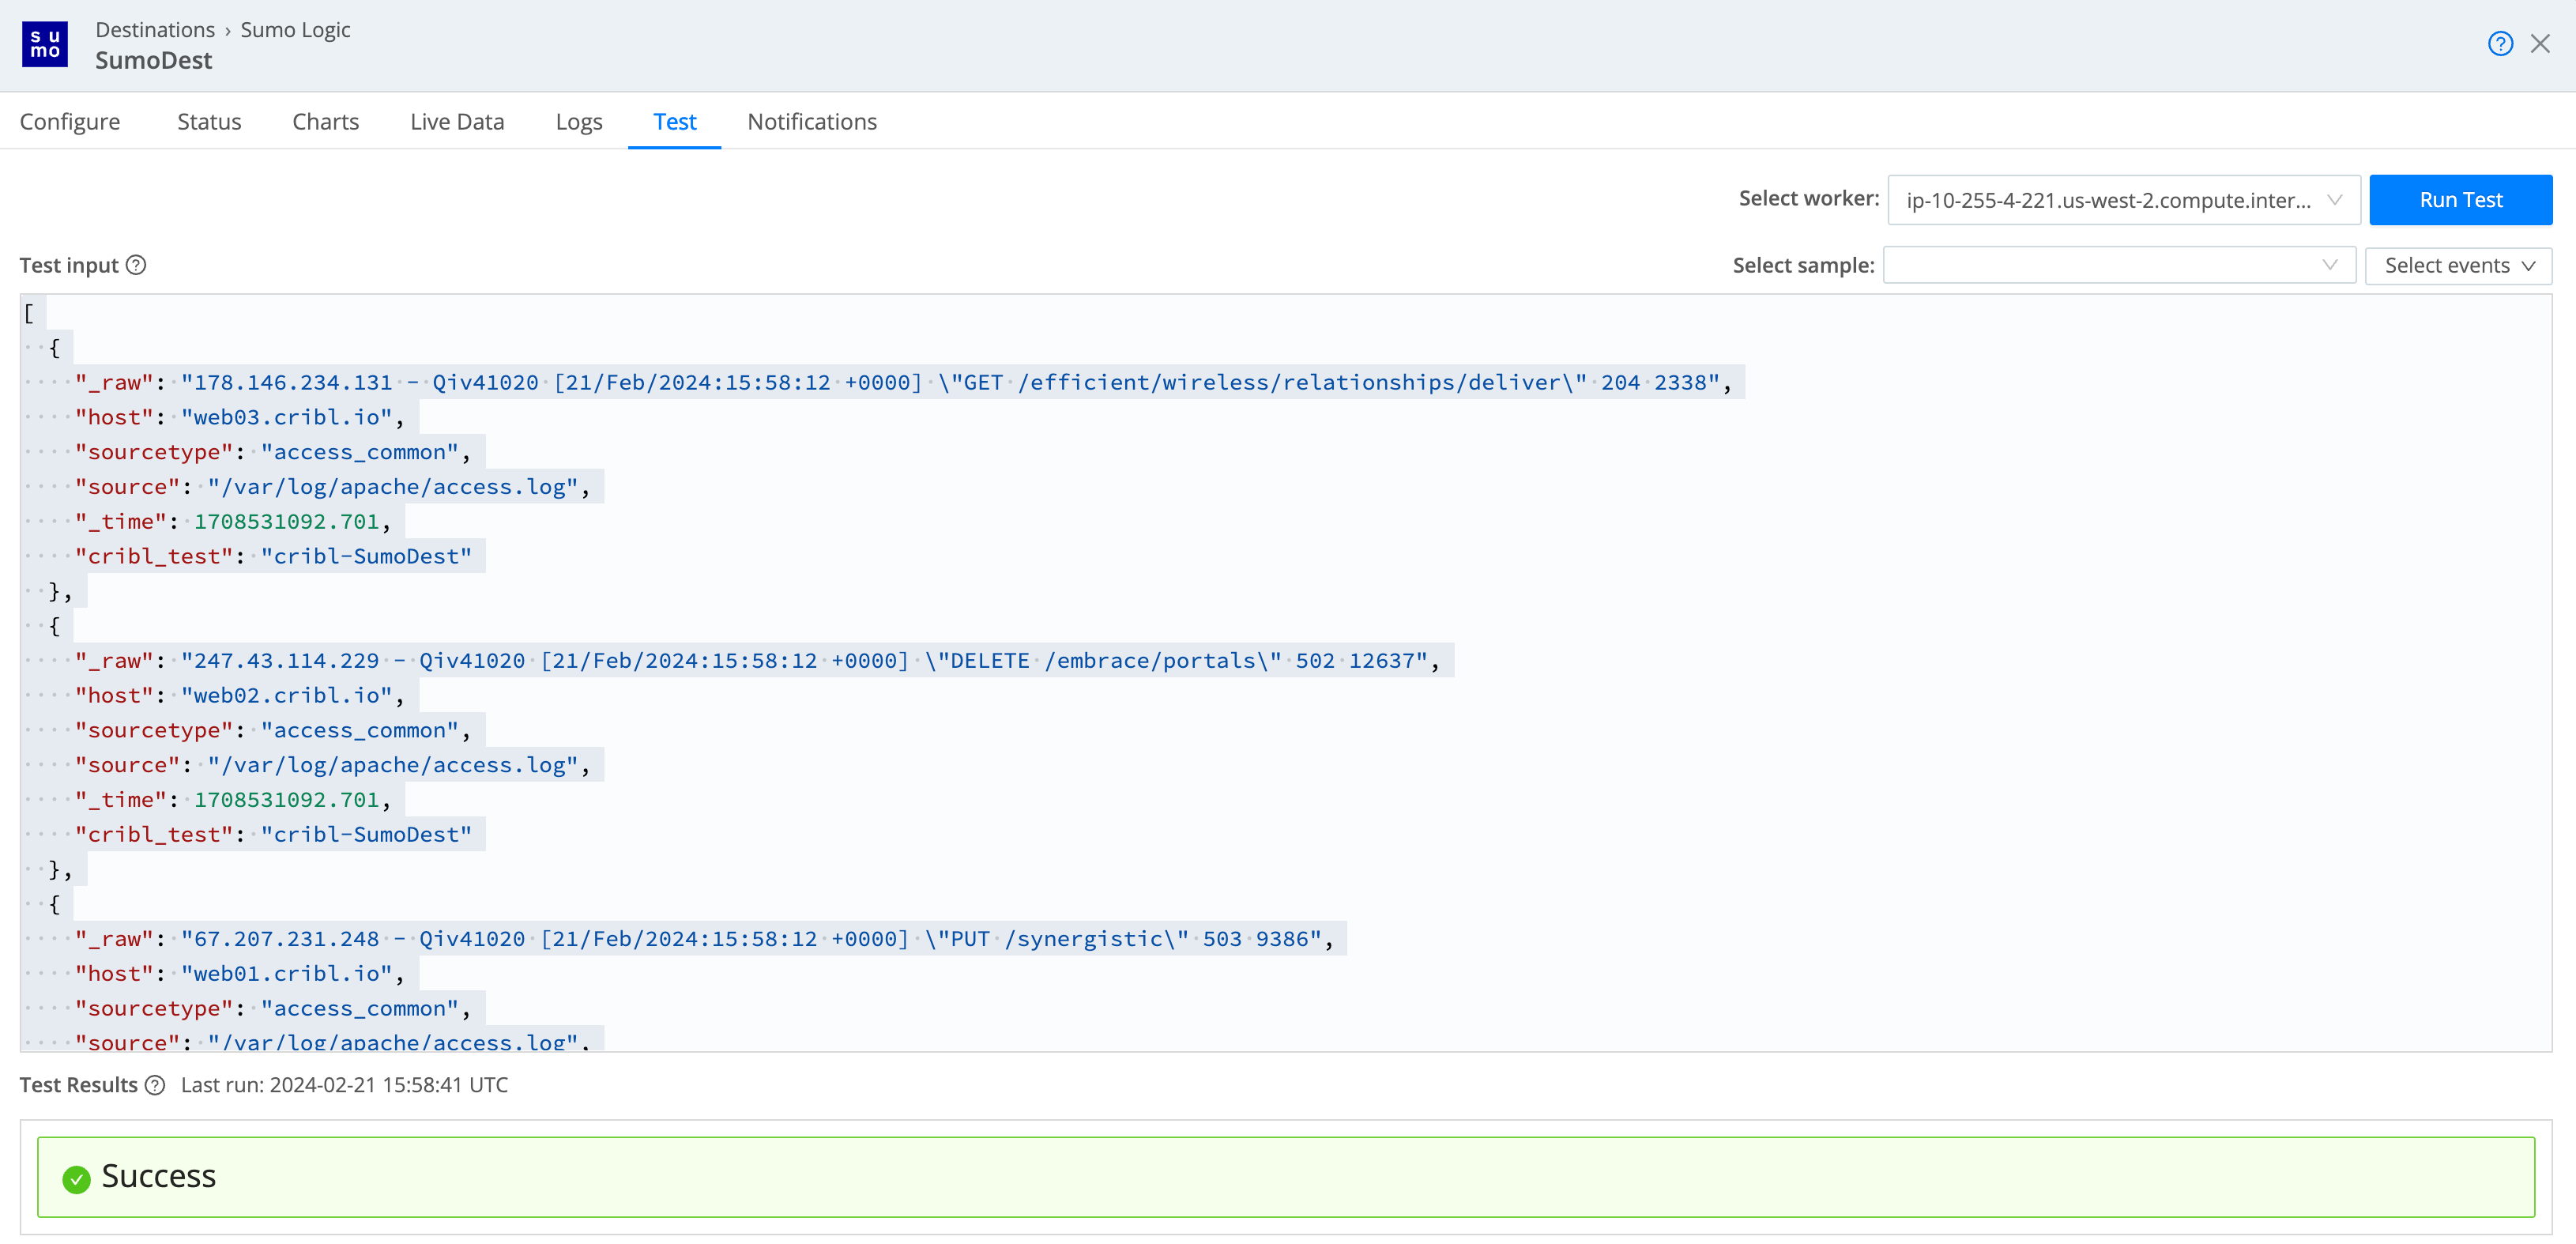 su
mo
Destinations › Sumo Logic
SumoDest
Configure Status Charts Live Data Logs Test Notifications
Select worker: ip-10-255-4-221.us-west-2.compute.inter... Run Test
Test input Select sample: Select events
[
{
"_raw": "178.146.234.131 - Qiv41020 [21/Feb/2024:15:58:12 +0000] \"GET /efficient/wireless/relationships/deliver\" 204 2338",
"host": "web03.cribl.io",
"sourcetype": "access_common",
"source": "/var/log/apache/access.log",
"_time": 1708531092.701,
"cribl_test": "cribl-SumoDest"
},
{
"_raw": "247.43.114.229 - Qiv41020 [21/Feb/2024:15:58:12 +0000] \"DELETE /embrace/portals\" 502 12637",
"host": "web02.cribl.io",
"sourcetype": "access_common",
"source": "/var/log/apache/access.log",
"_time": 1708531092.701,
"cribl_test": "cribl-SumoDest"
},
{
"_raw": "67.207.231.248 - Qiv41020 [21/Feb/2024:15:58:12 +0000] \"PUT /synergistic\" 503 9386",
"host": "web01.cribl.io",
"sourcetype": "access_common",
"source": "/var/log/apache/access.log",
Test Results Last run: 2024-02-21 15:58:41 UTC
Success